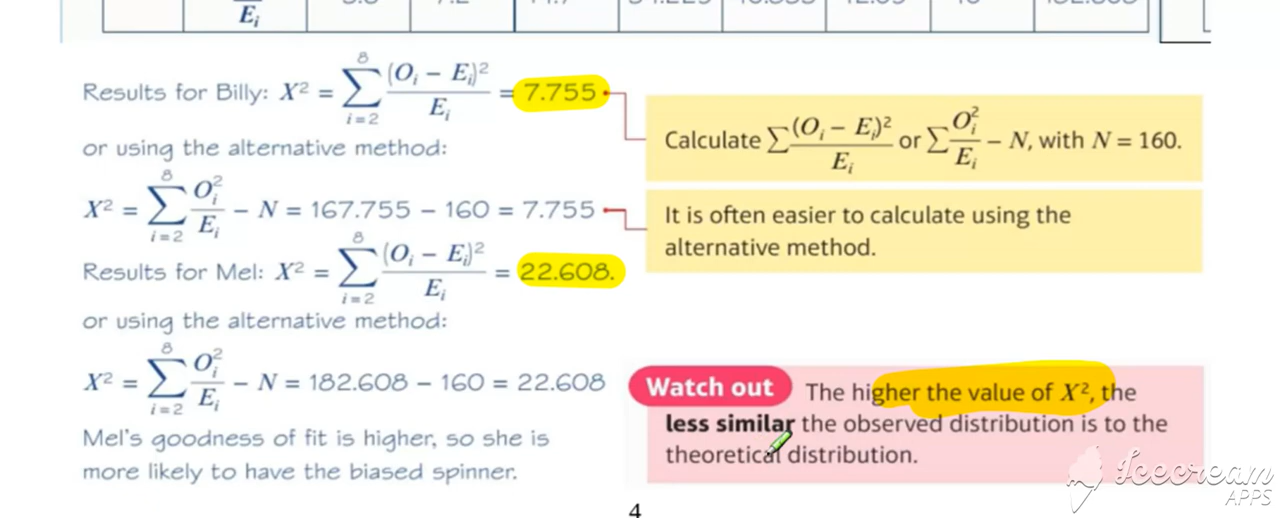 E_i
Results for Billy: X² = ∑_{i=2}^{8} (O_i − E_i)²/E_i = 7.755
or using the alternative method:
X² = ∑_{i=2}^{8} O_i²/E_i − N = 167.755 − 160 = 7.755
Results for Mel: X² = ∑_{i=2}^{8} (O_i − E_i)²/E_i = 22.608.
or using the alternative method:
X² = ∑_{i=2}^{8} O_i²/E_i − N = 182.608 − 160 = 22.608
Mel's goodness of fit is higher, so she is
more likely to have the biased spinner.
Calculate ∑(O_i − E_i)²/E_i or ∑O_i²/E_i − N, with N = 160.
It is often easier to calculate using the
alternative method.
Watch out The higher the value of X², the
less similar the observed distribution is to the
theoretical distribution.
4
Icecream
APPS